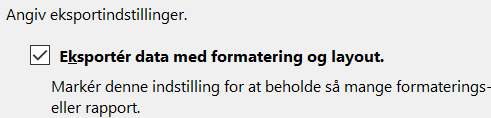 Angiv eksportindstillinger.
Eksportér data med formatering og layout.
Markér denne indstilling for at beholde så mange formaterings-
eller rapport.